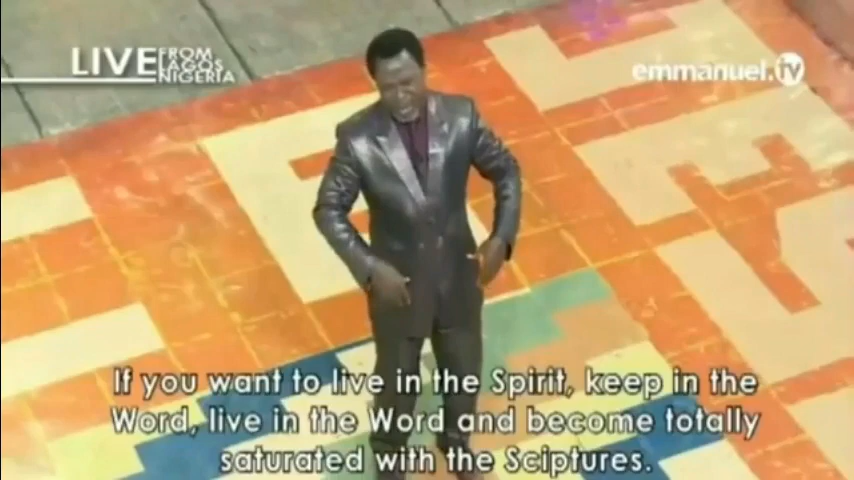 LIVE FROM
LAGOS
NIGERIA
emmanuel.tv
If you want to live in the Spirit, keep in the
Word, live in the Word and become totally
saturated with the Sciptures.